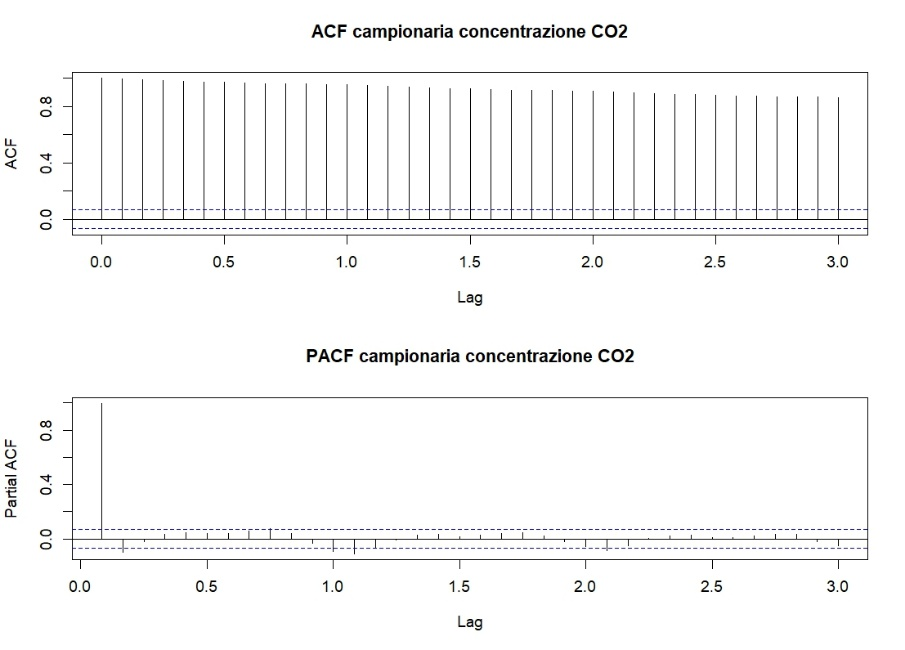 ACF campionaria concentrazione CO2
ACF
0.0 0.4 0.8
0.0 0.5 1.0 1.5 2.0 2.5 3.0
Lag
PACF campionaria concentrazione CO2
Partial ACF
0.0 0.4 0.8
0.0 0.5 1.0 1.5 2.0 2.5 3.0
Lag